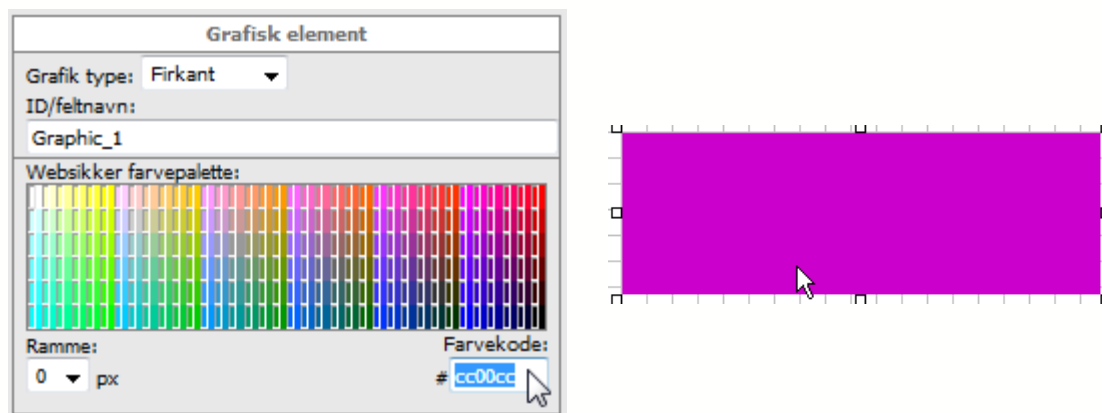 Grafisk element
Grafik type: Firkant
ID/feltnavn:
Graphic_1
Websikker farvepalette:
Ramme: Farvekode:
0 px # cc00cc